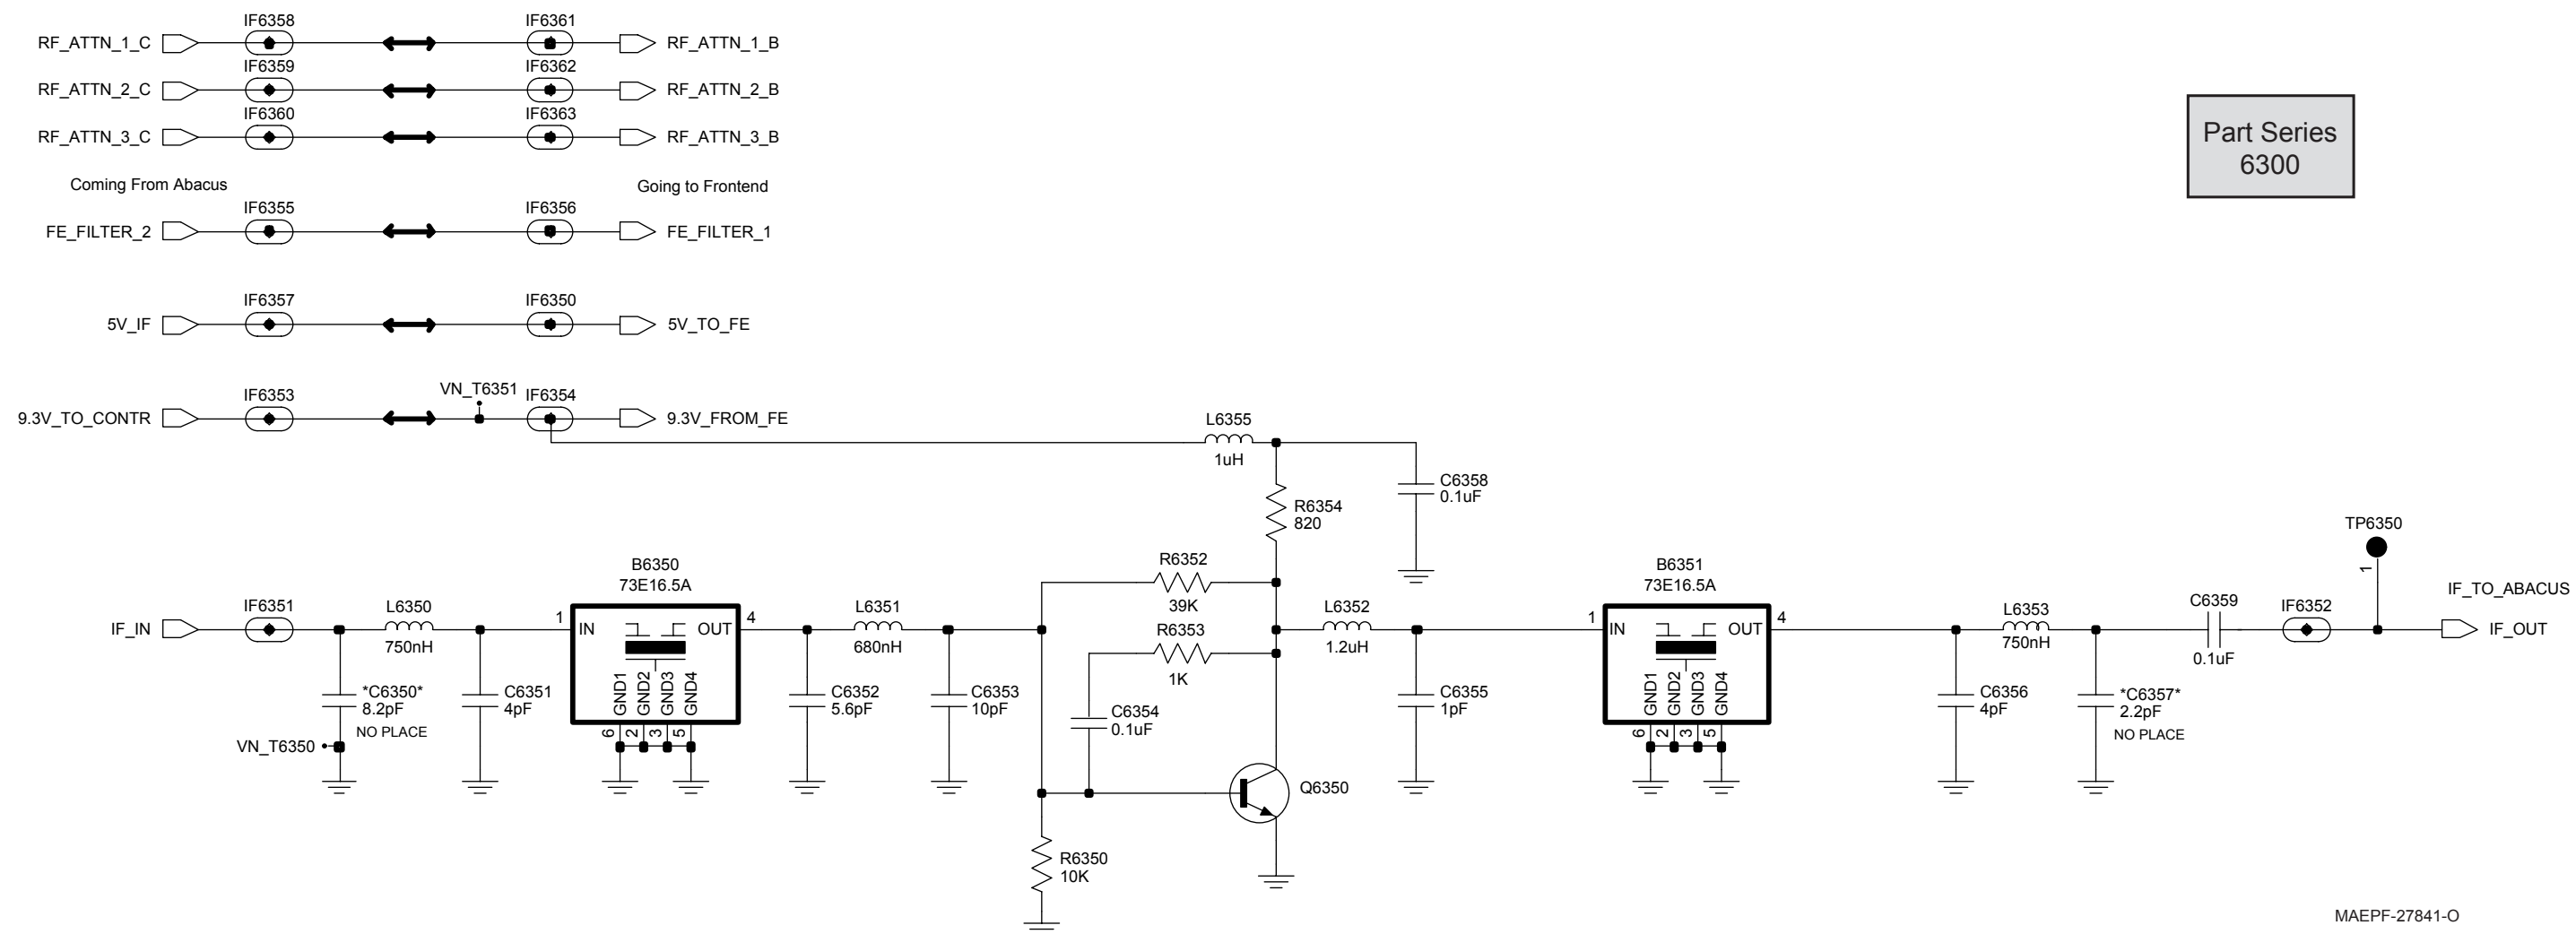 IF6358 IF6361
RF_ATTN_1_C RF_ATTN_1_B
IF6359 IF6362
RF_ATTN_2_C RF_ATTN_2_B
IF6360 IF6363
RF_ATTN_3_C RF_ATTN_3_B
Part Series
6300
Coming From Abacus Going to Frontend
IF6355 IF6356
FE_FILTER_2 FE_FILTER_1
IF6357 IF6350
5V_IF 5V_TO_FE
IF6353 VN_T6351 IF6354
9.3V_TO_CONTR 9.3V_FROM_FE
L6355
1uH
C6358
0.1uF
R6354
820
R6352
39K
R6353
1K
C6354
0.1uF
IF_IN
IF6351
L6350
750nH
*C6350*
8.2pF
NO PLACE
VN_T6350
C6351
4pF
B6350
73E16.5A
1 IN OUT 4
GND1 GND2 GND3 GND4
6 2 3 5
C6352
5.6pF
L6351
680nH
C6353
10pF
R6350
10K
Q6350
L6352
1.2uH
C6355
1pF
B6351
73E16.5A
1 IN OUT 4
GND1 GND2 GND3 GND4
6 2 3 5
C6356
4pF
L6353
750nH
*C6357*
2.2pF
NO PLACE
C6359
0.1uF
IF6352
TP6350
1
IF_TO_ABACUS
IF_OUT
MAEPF-27841-O